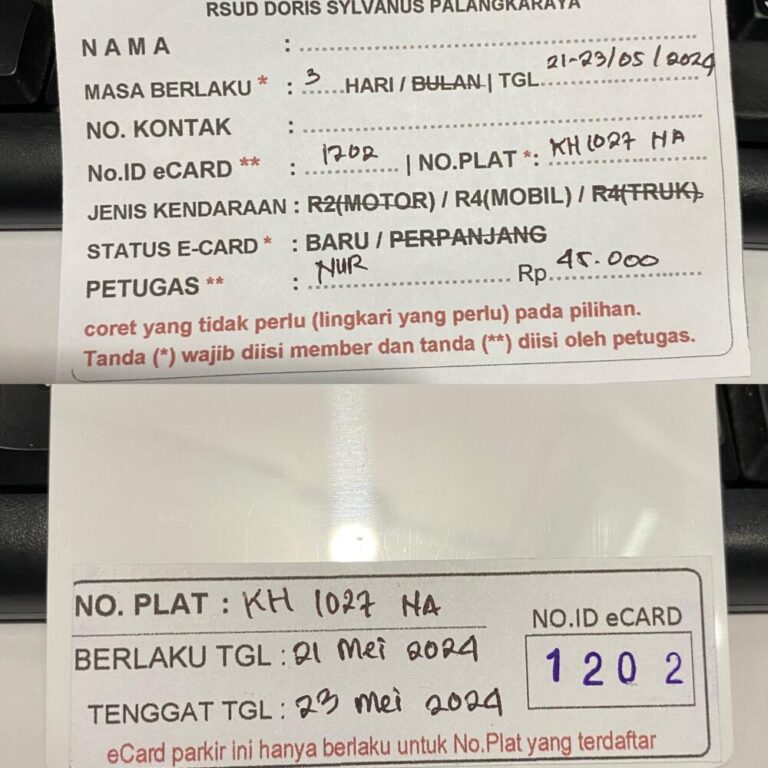 RSUD DORIS SYLVANUS PALANGKARAYA
NAMA :
MASA BERLAKU * : 3 HARI / BULAN | TGL 21-23/05/2024
NO. KONTAK :
No.ID eCARD ** : 1202 | NO.PLAT *: KH 1027 HA
JENIS KENDARAAN : R2(MOTOR) / R4(MOBIL) / R4(TRUK)
STATUS E-CARD * : BARU / PERPANJANG
PETUGAS ** : NUR Rp 45.000
coret yang tidak perlu (lingkari yang perlu) pada pilihan.
Tanda (*) wajib diisi member dan tanda (**) diisi oleh petugas.
NO. PLAT : KH 1027 HA
NO.ID eCARD
BERLAKU TGL : 21 Mei 2024
1202
TENGGAT TGL : 23 mei 2024
eCard parkir ini hanya berlaku untuk No.Plat yang terdaftar